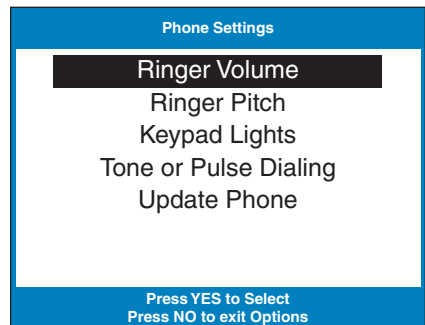 Phone Settings
Ringer Volume
Ringer Pitch
Keypad Lights
Tone or Pulse Dialing
Update Phone
Press YES to Select
Press NO to exit Options